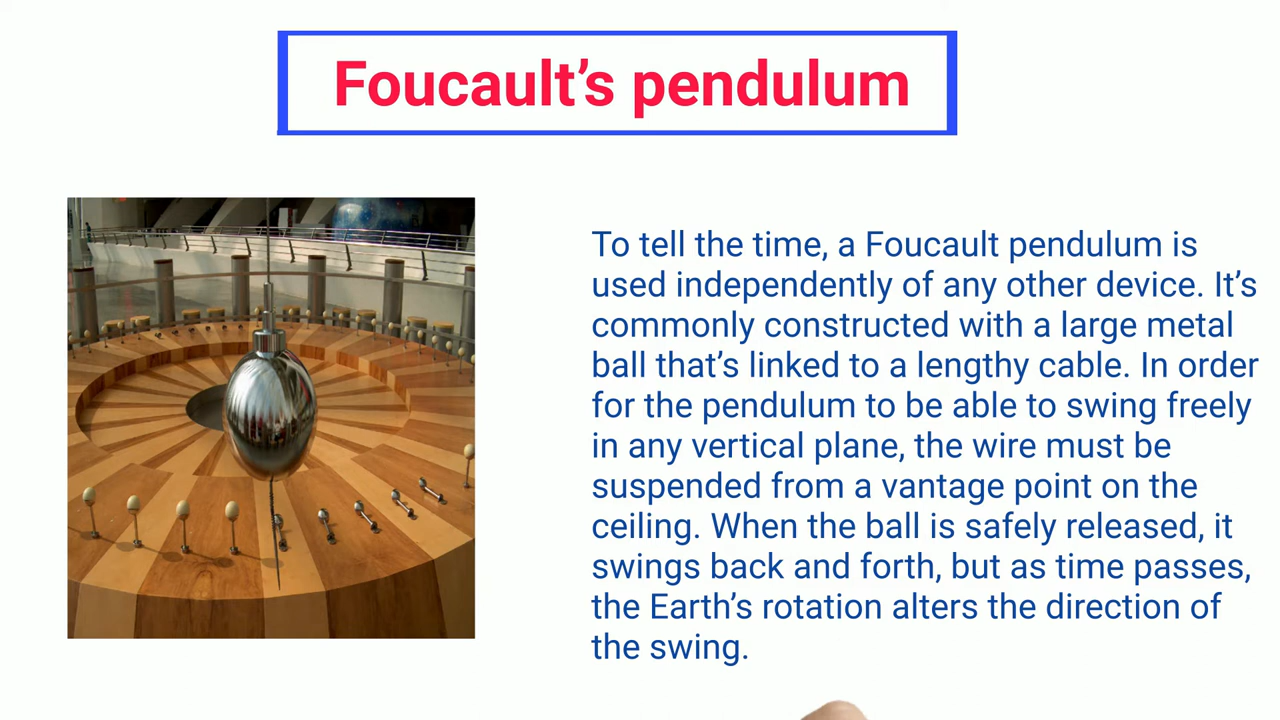 Foucault’s pendulum
To tell the time, a Foucault pendulum is
used independently of any other device. It’s
commonly constructed with a large metal
ball that’s linked to a lengthy cable. In order
for the pendulum to be able to swing freely
in any vertical plane, the wire must be
suspended from a vantage point on the
ceiling. When the ball is safely released, it
swings back and forth, but as time passes,
the Earth’s rotation alters the direction of
the swing.